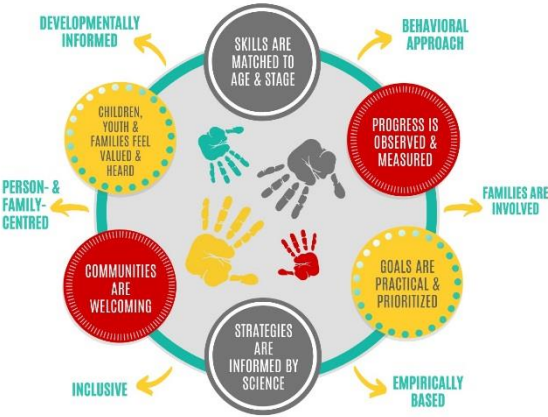 DEVELOPMENTALLY
INFORMED
SKILLS ARE
MATCHED TO
AGE & STAGE
BEHAVIORAL
APPROACH
CHILDREN,
YOUTH &
FAMILIES FEEL
VALUED &
HEARD
PROGRESS IS
OBSERVED &
MEASURED
PERSON- &
FAMILY-
CENTRED
FAMILIES ARE
INVOLVED
COMMUNITIES
ARE
WELCOMING
GOALS ARE
PRACTICAL &
PRIORITIZED
STRATEGIES
ARE
INFORMED BY
SCIENCE
INCLUSIVE
EMPIRICALLY
BASED